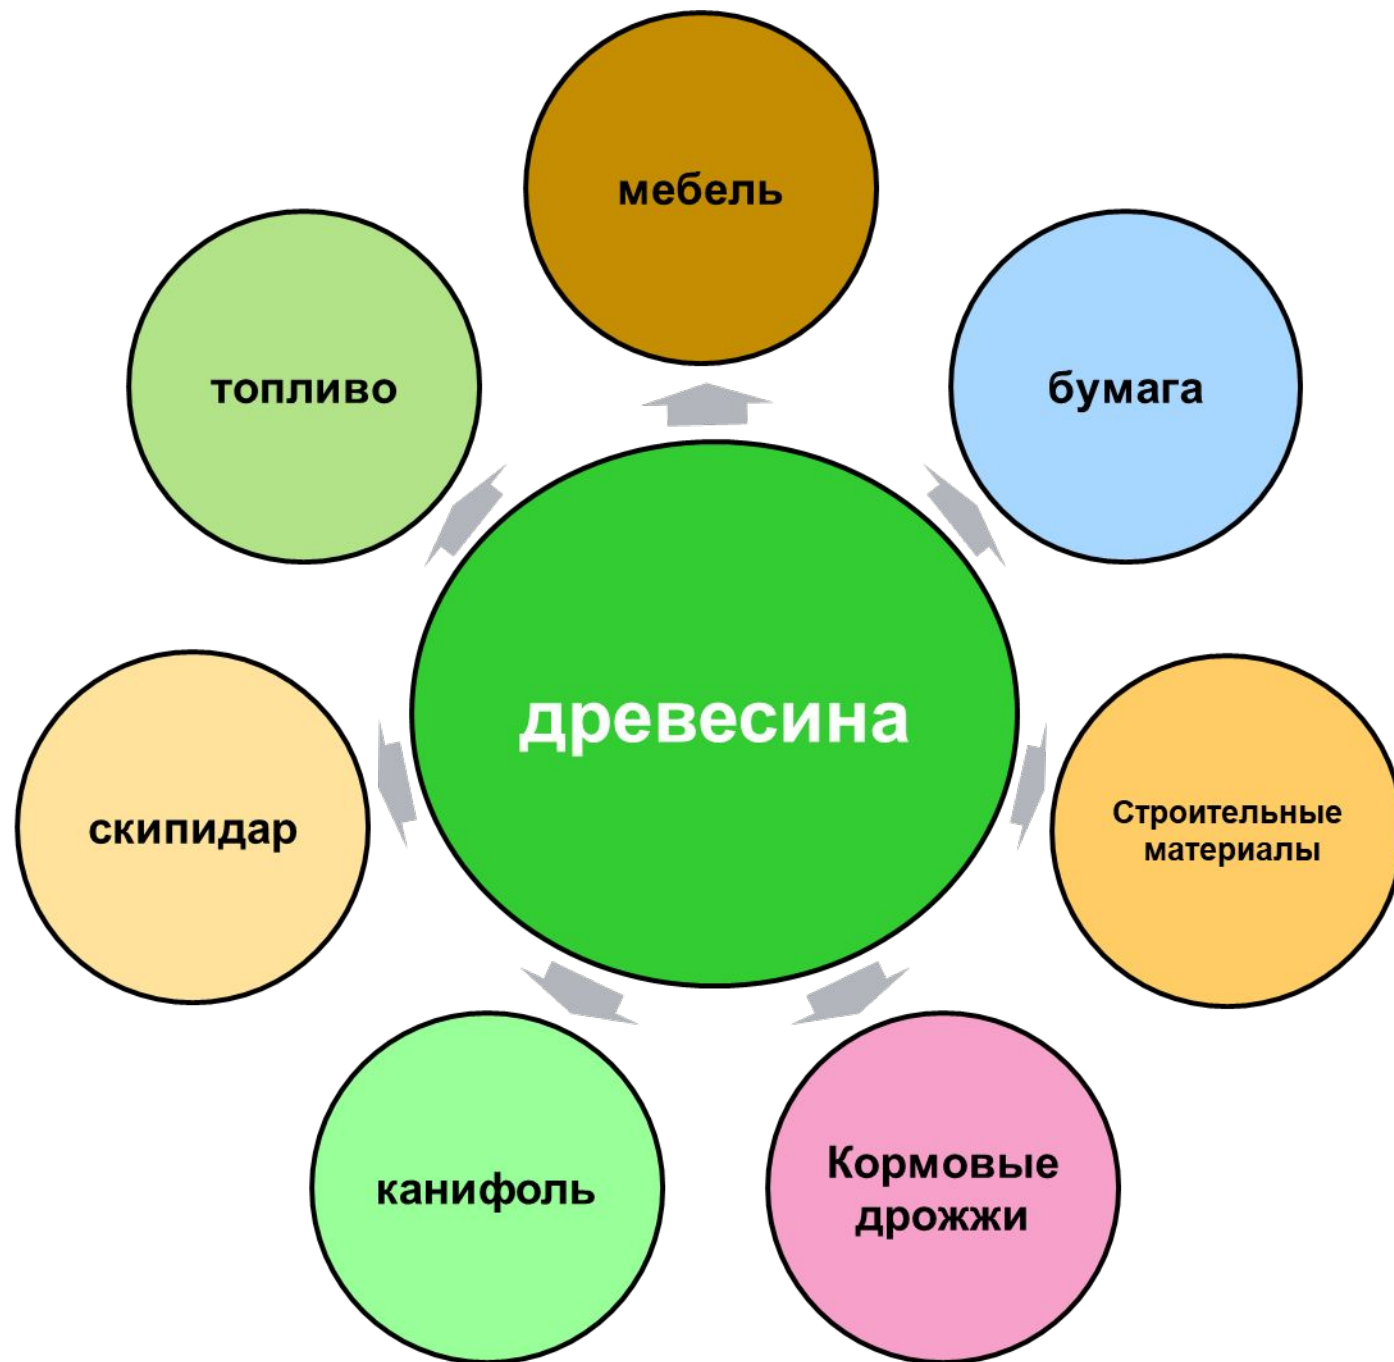 мебель
топливо
бумага
древесина
скипидар
Строительные
материалы
канифоль
Кормовые
дрожжи